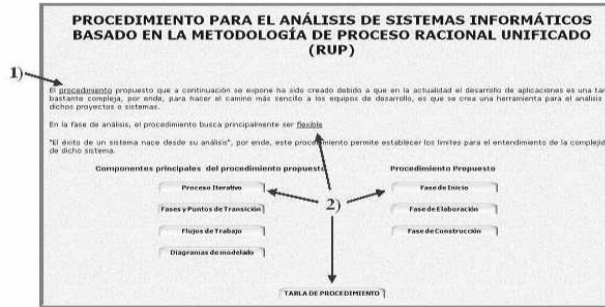 PROCEDIMIENTO PARA EL ANÁLISIS DE SISTEMAS INFORMÁTICOS
BASADO EN LA METODOLOGÍA DE PROCESO RACIONAL UNIFICADO
(RUP)
1)
El procedimiento propuesto que a continuación se expone ha sido creado debido a que en la actualidad el desarrollo de aplicaciones es una tar
bastante compleja, por ende, para hacer el camino más sencillo a los equipos de desarrollo, es que se crea una herramienta para el análisis
dichos proyectos o sistemas.
En la fase de análisis, el procedimiento busca principalmente ser flexible
"El éxito de un sistema nace desde su análisis", por ende, este procedimiento permite establecer los límites para el entendimiento de la complejid
de dicho sistema.
Componentes principales del procedimiento propuesto
Procedimiento Propuesto
Proceso Iterativo
Fase de Inicio
2)
Fases y Puntos de Transición
Fase de Elaboración
Flujos de Trabajo
Fase de Construcción
Diagramas de modelado
TABLA DE PROCEDIMIENTO